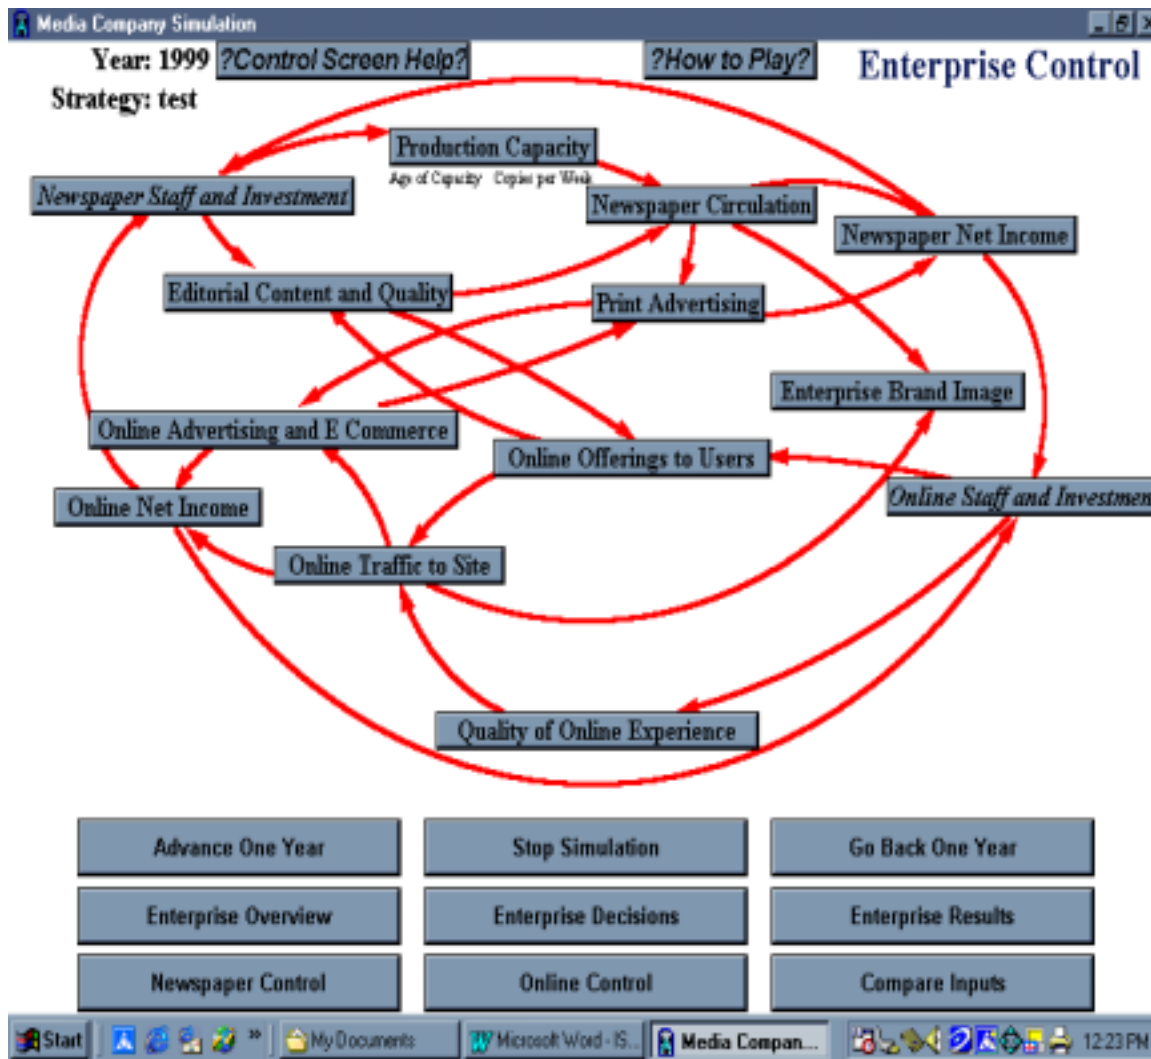 Media Company Simulation
Year: 1999
?Control Screen Help?
?How to Play?
Enterprise Control
Strategy: test
Production Capacity
Age of Capacity Copies per Week
Newspaper Staff and Investment
Newspaper Circulation
Newspaper Net Income
Editorial Content and Quality
Print Advertising
Enterprise Brand Image
Online Advertising and E Commerce
Online Offerings to Users
Online Net Income
Online Staff and Investmen
Online Traffic to Site
Quality of Online Experience
Advance One Year
Stop Simulation
Go Back One Year
Enterprise Overview
Enterprise Decisions
Enterprise Results
Newspaper Control
Online Control
Compare Inputs
Start
»
My Documents
Microsoft Word - IS...
Media Compan...
12:23 PM